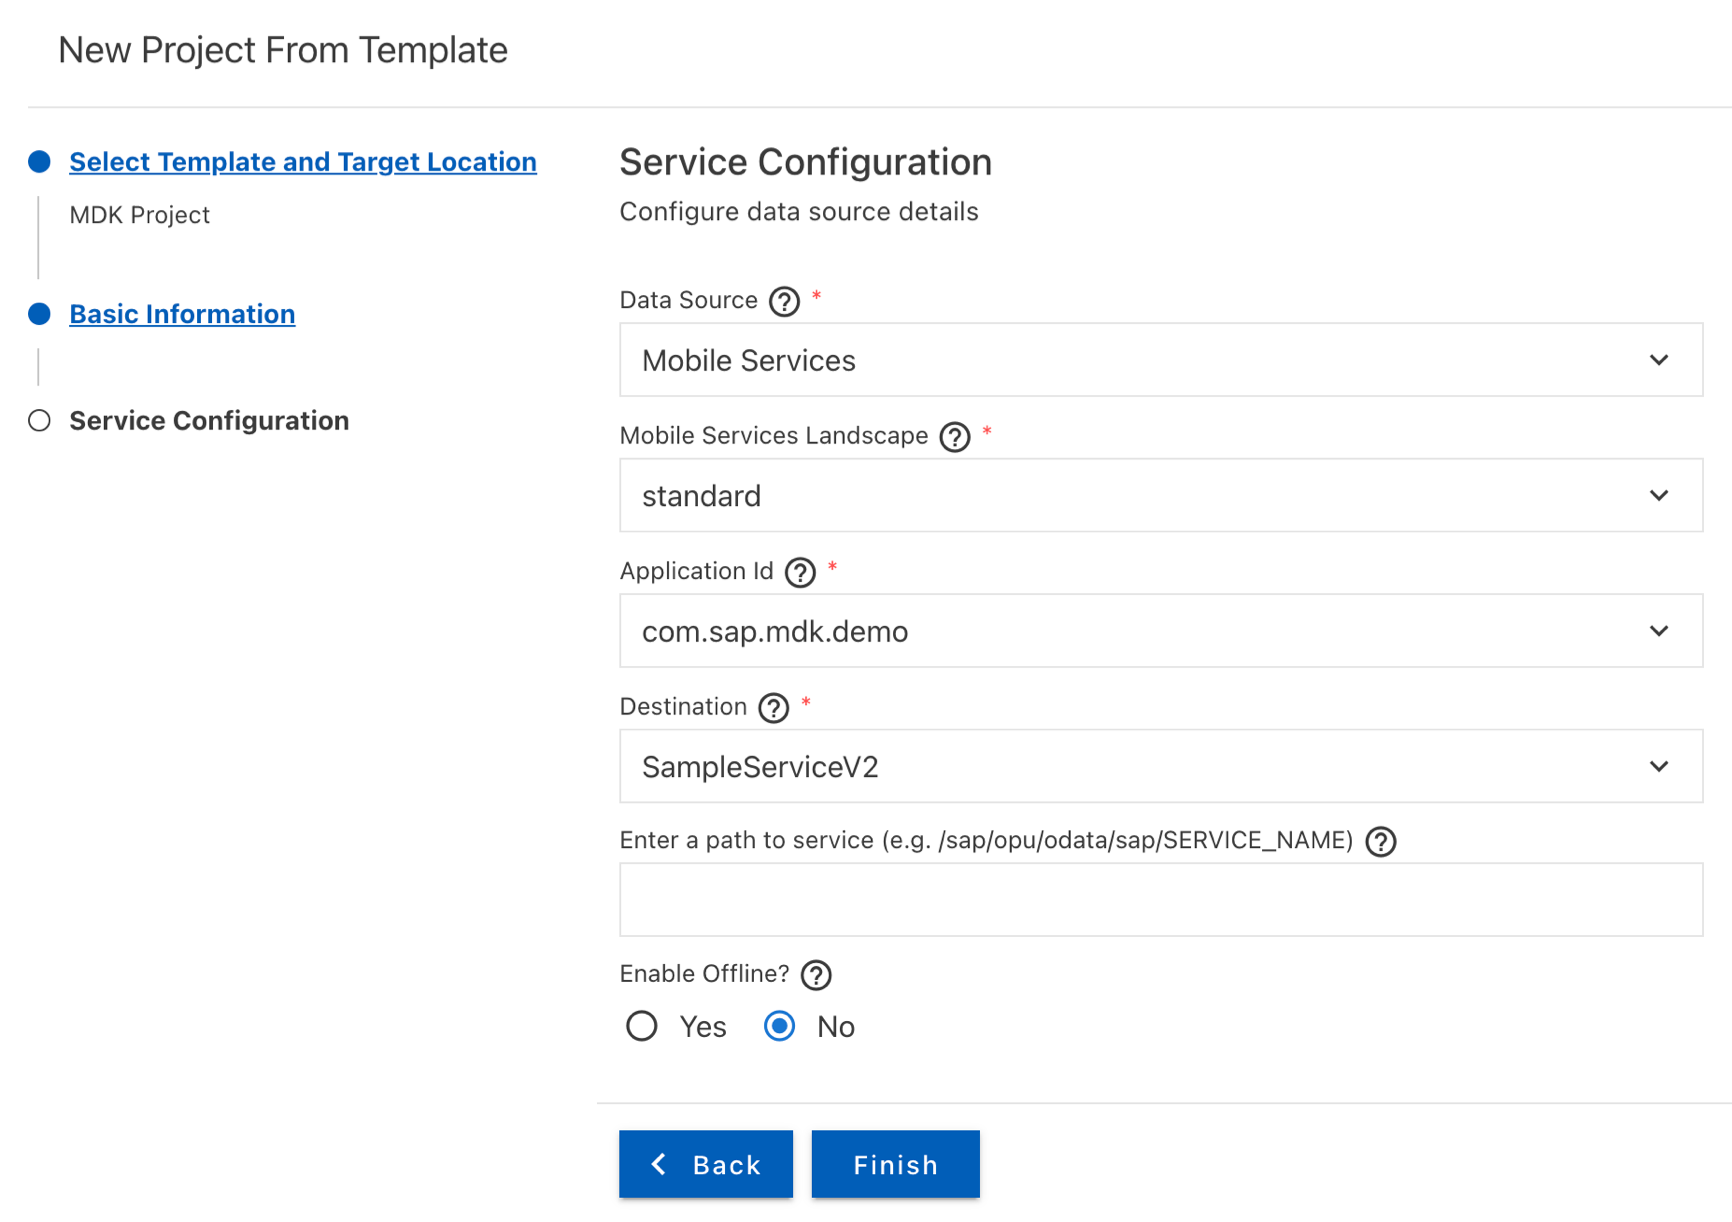 New Project From Template
Select Template and Target Location
MDK Project
Basic Information
Service Configuration
Service Configuration
Configure data source details
Data Source ? *
Mobile Services
Mobile Services Landscape ? *
standard
Application Id ? *
com.sap.mdk.demo
Destination ? *
SampleServiceV2
Enter a path to service (e.g. /sap/opu/odata/sap/SERVICE_NAME) ?
Enable Offline? ?
Yes No
Back Finish